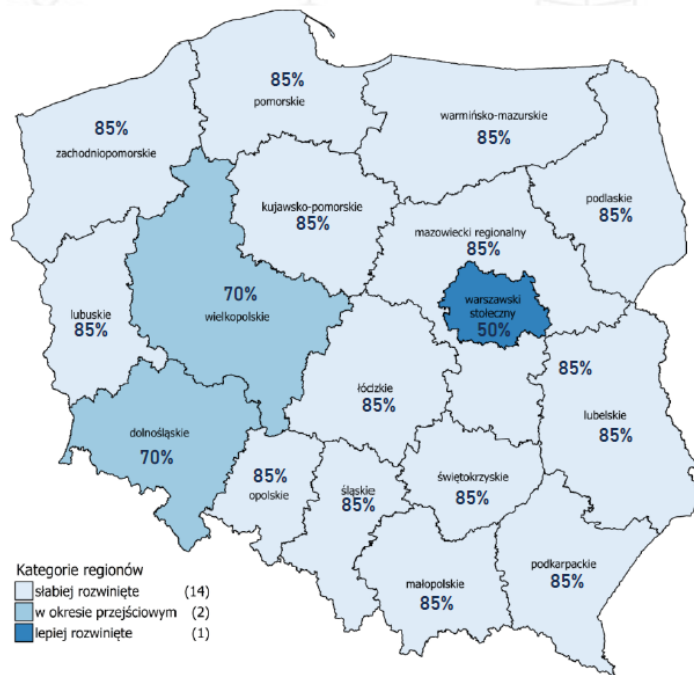 85%
pomorskie
85%
zachodniopomorskie
warmińsko-mazurskie
85%
kujawsko-pomorskie
85%
podlaskie
85%
mazowiecki regionalny
85%
70%
wielkopolskie
warszawski
stołeczny
50%
lubuskie
85%
łódzkie
85%
85%
lubelskie
85%
dolnośląskie
70%
85%
opolskie
śląskie
85%
świętokrzyskie
85%
podkarpackie
85%
małopolskie
85%
Kategorie regionów
słabiej rozwinięte (14)
w okresie przejściowym (2)
lepiej rozwinięte (1)